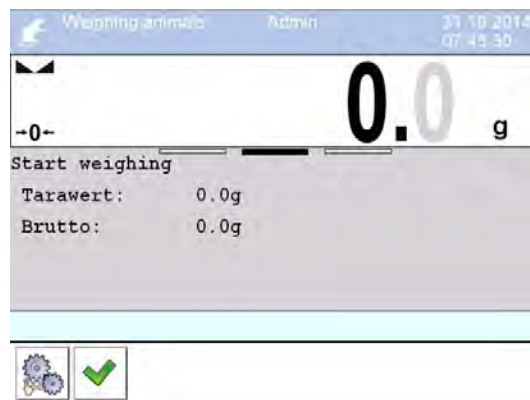 Weighing animals Admin 31.10.2014
07:45:30
0.0
→0← g
Start weighing
Tarawert: 0.0g
Brutto: 0.0g